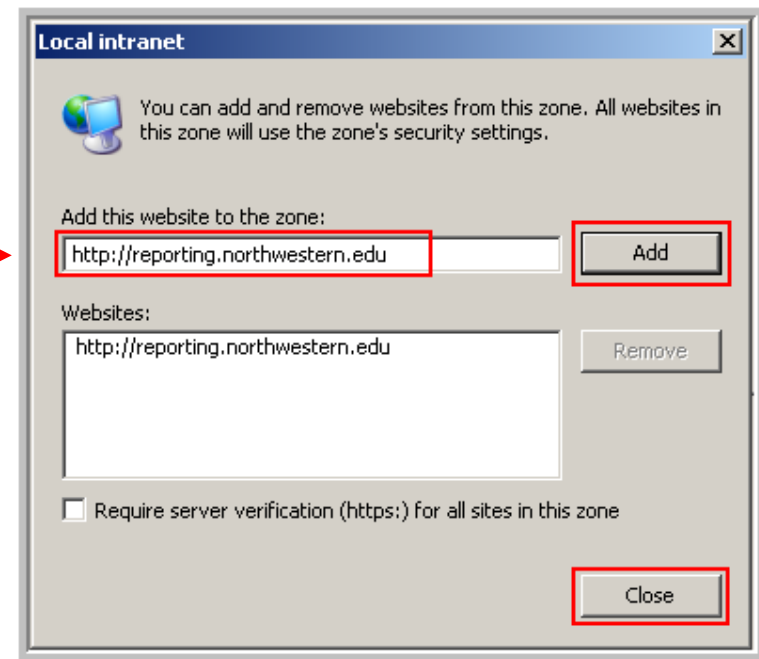 Local intranet
You can add and remove websites from this zone. All websites in
this zone will use the zone's security settings.
Add this website to the zone:
http://reporting.northwestern.edu
Add
Websites:
http://reporting.northwestern.edu
Remove
Require server verification (https:) for all sites in this zone
Close